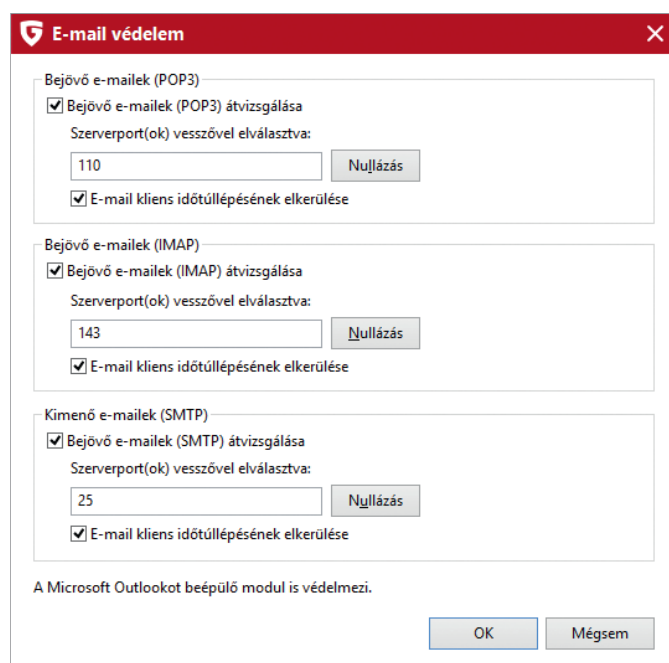 E-mail védelem
Bejövő e-mailek (POP3)
Bejövő e-mailek (POP3) átvizsgálása
Szerverport(ok) vesszővel elválasztva:
110 Nullázás
E-mail kliens időtúllépésének elkerülése
Bejövő e-mailek (IMAP)
Bejövő e-mailek (IMAP) átvizsgálása
Szerverport(ok) vesszővel elválasztva:
143 Nullázás
E-mail kliens időtúllépésének elkerülése
Kimenő e-mailek (SMTP)
Bejövő e-mailek (SMTP) átvizsgálása
Szerverport(ok) vesszővel elválasztva:
25 Nullázás
E-mail kliens időtúllépésének elkerülése
A Microsoft Outlookot beépülő modul is védelmezi.
OK Mégsem